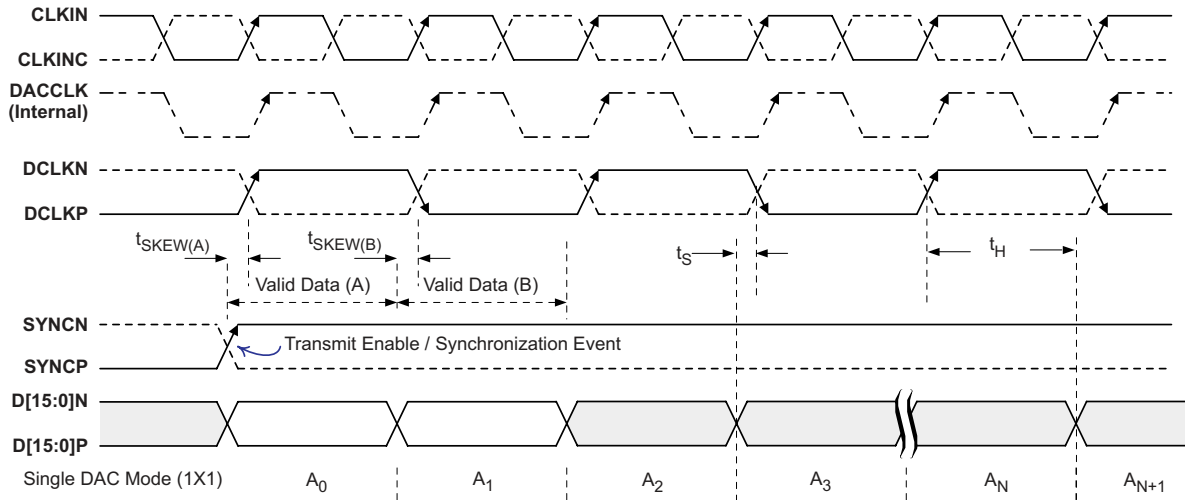 CLKIN
CLKINC
DACCLK
(Internal)
DCLKN
DCLKP
tSKEW(A) tSKEW(B) tS tH
Valid Data (A) Valid Data (B)
SYNCN
Transmit Enable / Synchronization Event
SYNCP
D[15:0]N
D[15:0]P
Single DAC Mode (1X1) A0 A1 A2 A3 AN AN+1